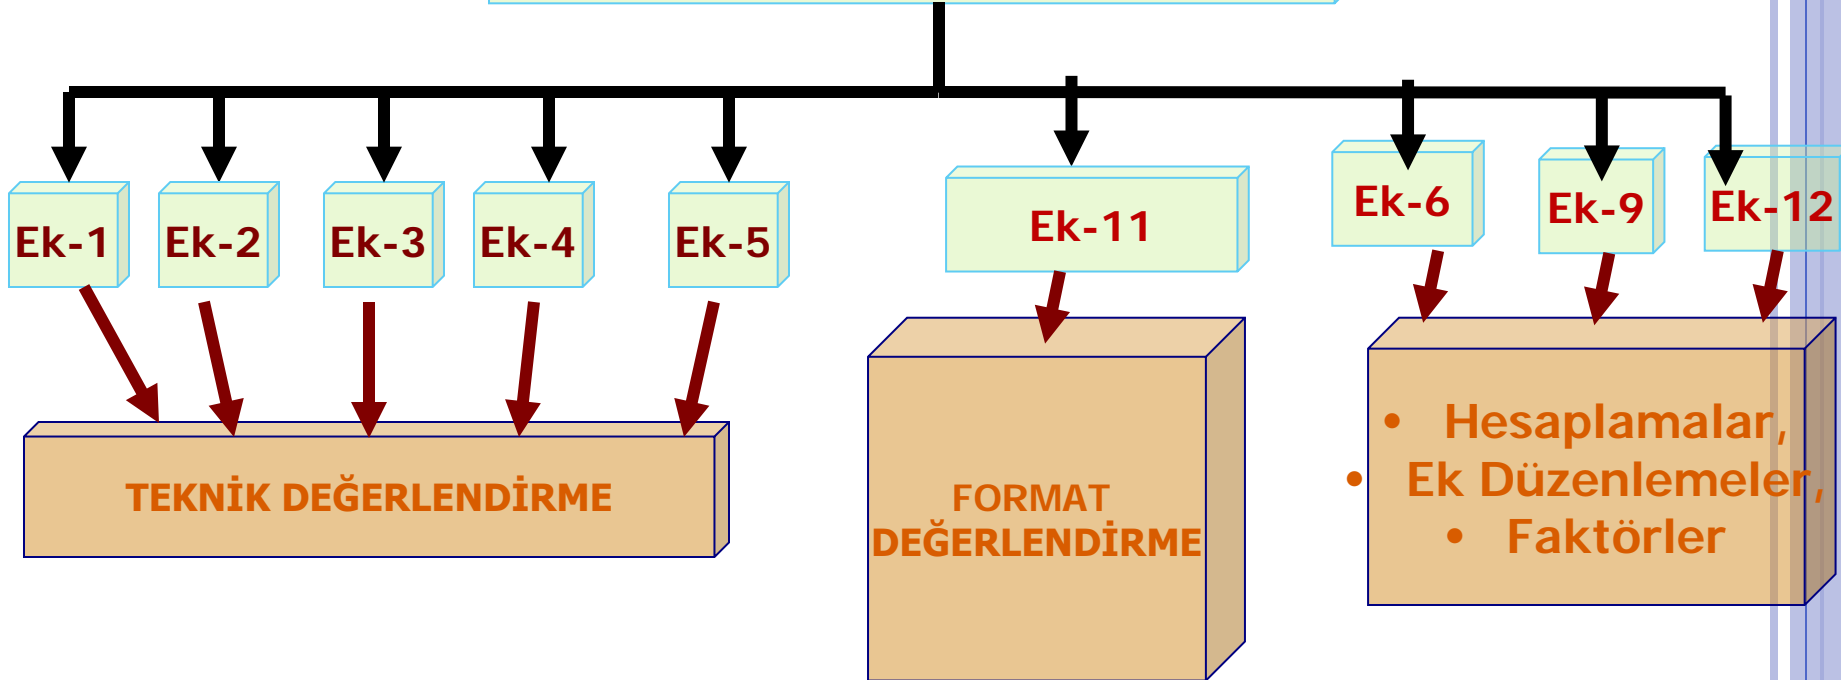 Ek-1
Ek-2
Ek-3
Ek-4
Ek-5
Ek-11
Ek-6
Ek-9
Ek-12
TEKNİK DEĞERLENDİRME
FORMAT
DEĞERLENDİRME
• Hesaplamalar,
• Ek Düzenlemeler,
• Faktörler